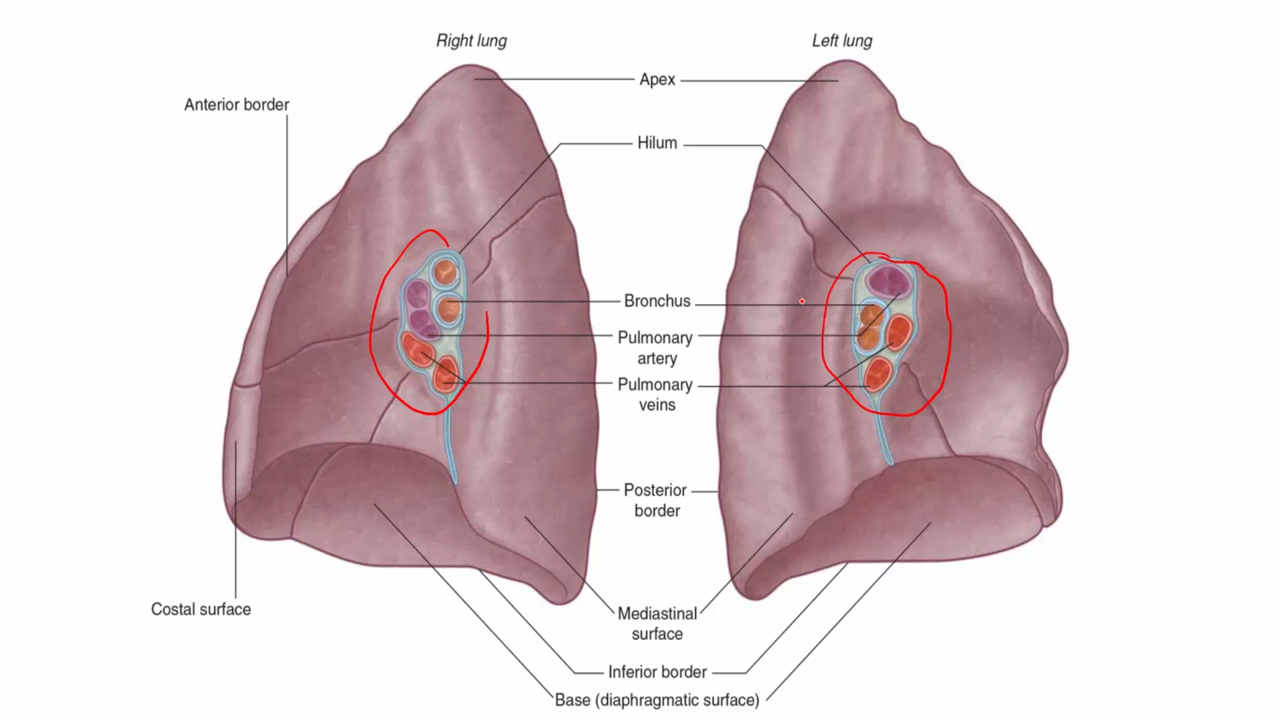 Right lung
Left lung
Apex
Anterior border
Hilum
Bronchus
Pulmonary
artery
Pulmonary
veins
Posterior
border
Costal surface
Mediastinal
surface
Inferior border
Base (diaphragmatic surface)